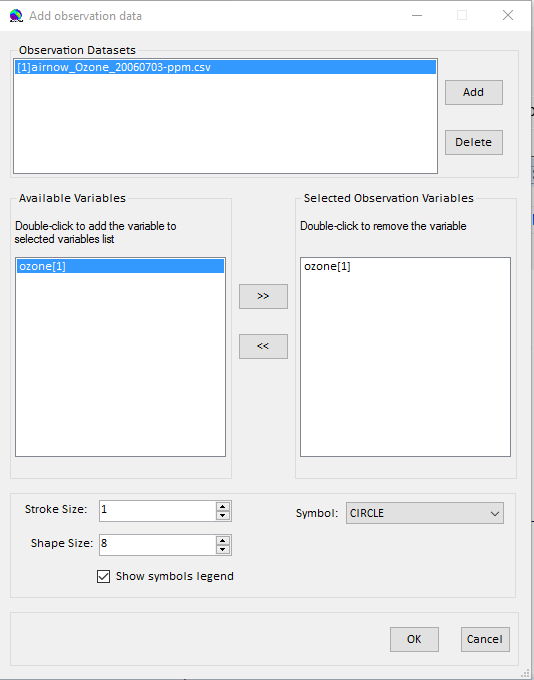 Add observation data
Observation Datasets
[1]airnow_Ozone_20060703-ppm.csv
Add
Delete
Available Variables
Double-click to add the variable to
selected variables list
ozone[1]
>>
<<
Selected Observation Variables
Double-click to remove the variable
ozone[1]
Stroke Size: 1
Symbol: CIRCLE
Shape Size: 8
Show symbols legend
OK
Cancel